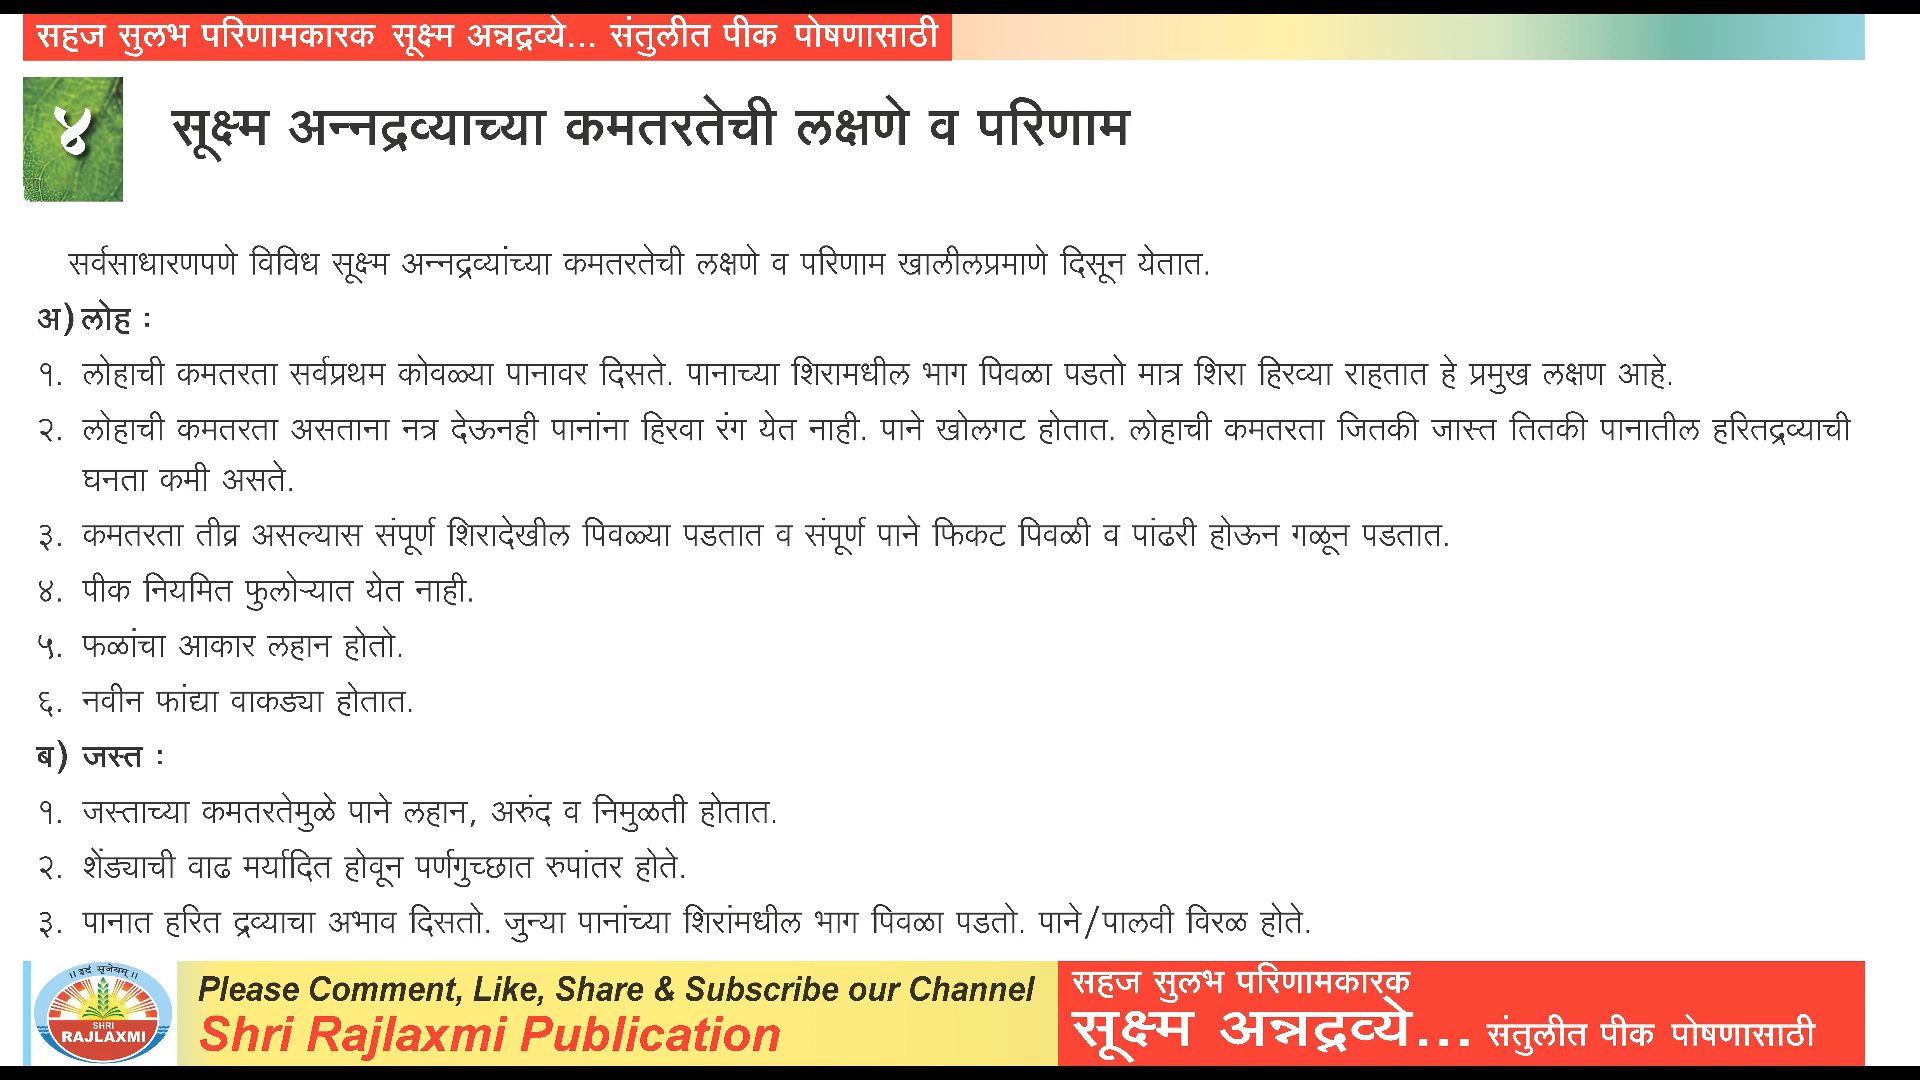 सहज सुलभ परिणामकारक सूक्ष्म अन्नद्रव्ये... संतुलीत पीक पोषणासाठी
४
सूक्ष्म अन्नद्रव्याच्या कमतरतेची लक्षणे व परिणाम
सर्वसाधारणपणे विविध सूक्ष्म अन्नद्रव्यांच्या कमतरतेची लक्षणे व परिणाम खालीलप्रमाणे दिसून येतात.
अ) लोह :
१. लोहाची कमतरता सर्वप्रथम कोवळ्या पानावर दिसते. पानाच्या शिरामधील भाग पिवळा पडतो मात्र शिरा हिरव्या राहतात हे प्रमुख लक्षण आहे.
२. लोहाची कमतरता असताना नत्र देऊनही पानांना हिरवा रंग येत नाही. पाने खोलगट होतात. लोहाची कमतरता जितकी जास्त तितकी पानातील हरितद्रव्याची
घनता कमी असते.
३. कमतरता तीव्र असल्यास संपूर्ण शिरादेखील पिवळ्या पडतात व संपूर्ण पाने फिकट पिवळी व पांढरी होऊन गळून पडतात.
४. पीक नियमित फुलोऱ्यात येत नाही.
५. फळांचा आकार लहान होतो.
६. नवीन फांद्या वाकड्या होतात.
ब) जस्त :
१. जस्ताच्या कमतरतेमुळे पाने लहान, अरुंद व निमुळती होतात.
२. शेंड्याची वाढ मर्यादित होवून पर्णगुच्छात रुपांतर होते.
३. पानात हरित द्रव्याचा अभाव दिसतो. जुन्या पानांच्या शिरांमधील भाग पिवळा पडतो. पाने/पालवी विरळ होते.
।। इदं सृजेयम् ।।
SHRI
RAJLAXMI
Please Comment, Like, Share & Subscribe our Channel
Shri Rajlaxmi Publication
सहज सुलभ परिणामकारक
सूक्ष्म अन्नद्रव्ये... संतुलीत पीक पोषणासाठी